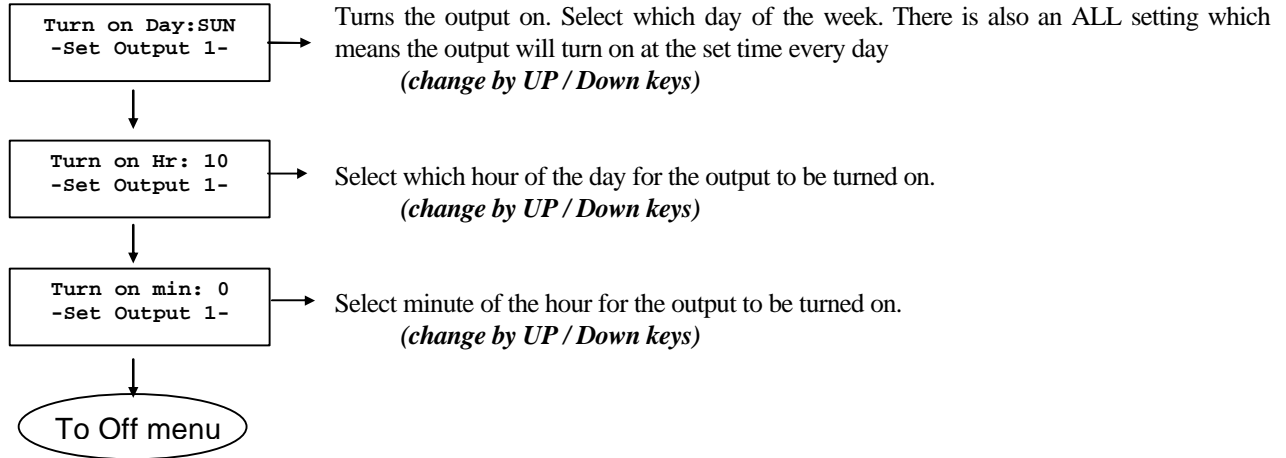 Turn on Day:SUN
-Set Output 1-
Turns the output on. Select which day of the week. There is also an ALL setting which
means the output will turn on at the set time every day
(change by UP / Down keys)
Turn on Hr: 10
-Set Output 1-
Select which hour of the day for the output to be turned on.
(change by UP / Down keys)
Turn on min: 0
-Set Output 1-
Select minute of the hour for the output to be turned on.
(change by UP / Down keys)
To Off menu